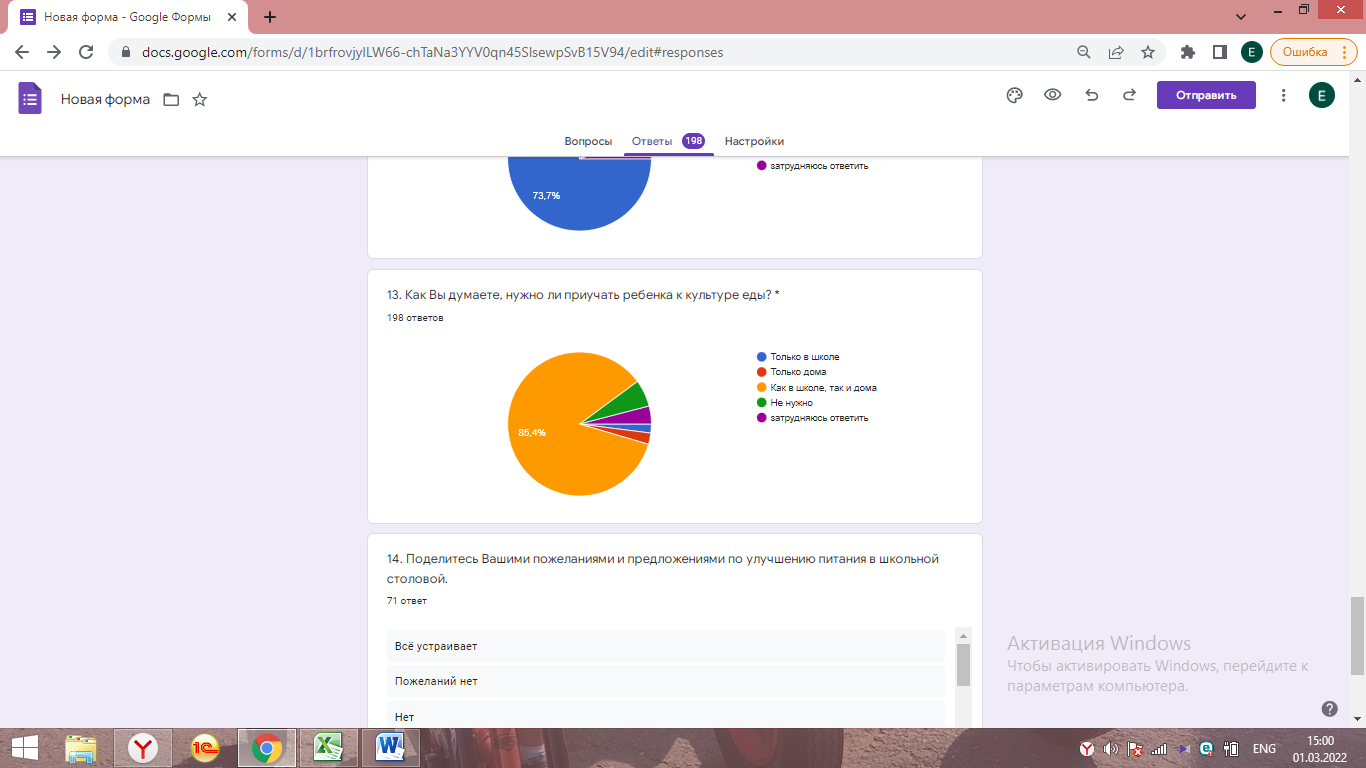 Новая форма - Google Формы
docs.google.com/forms/d/1brfrovjyILW66-chTaNa3YYV0qn45SIsewpSvB15V94/edit#responses
E
Ошибка
Новая форма
Отправить
E
Вопросы
Ответы 198
Настройки
затрудняюсь ответить
73,7%
13. Как Вы думаете, нужно ли приучать ребенка к культуре еды? *
198 ответов
Только в школе
Только дома
Как в школе, так и дома
Не нужно
затрудняюсь ответить
85,4%
14. Поделитесь Вашими пожеланиями и предложениями по улучшению питания в школьной
столовой.
71 ответ
Всё устраивает
Пожеланий нет
Нет
Активация Windows
Чтобы активировать Windows, перейдите к
параметрам компьютера.
ENG
15:00
01.03.2022